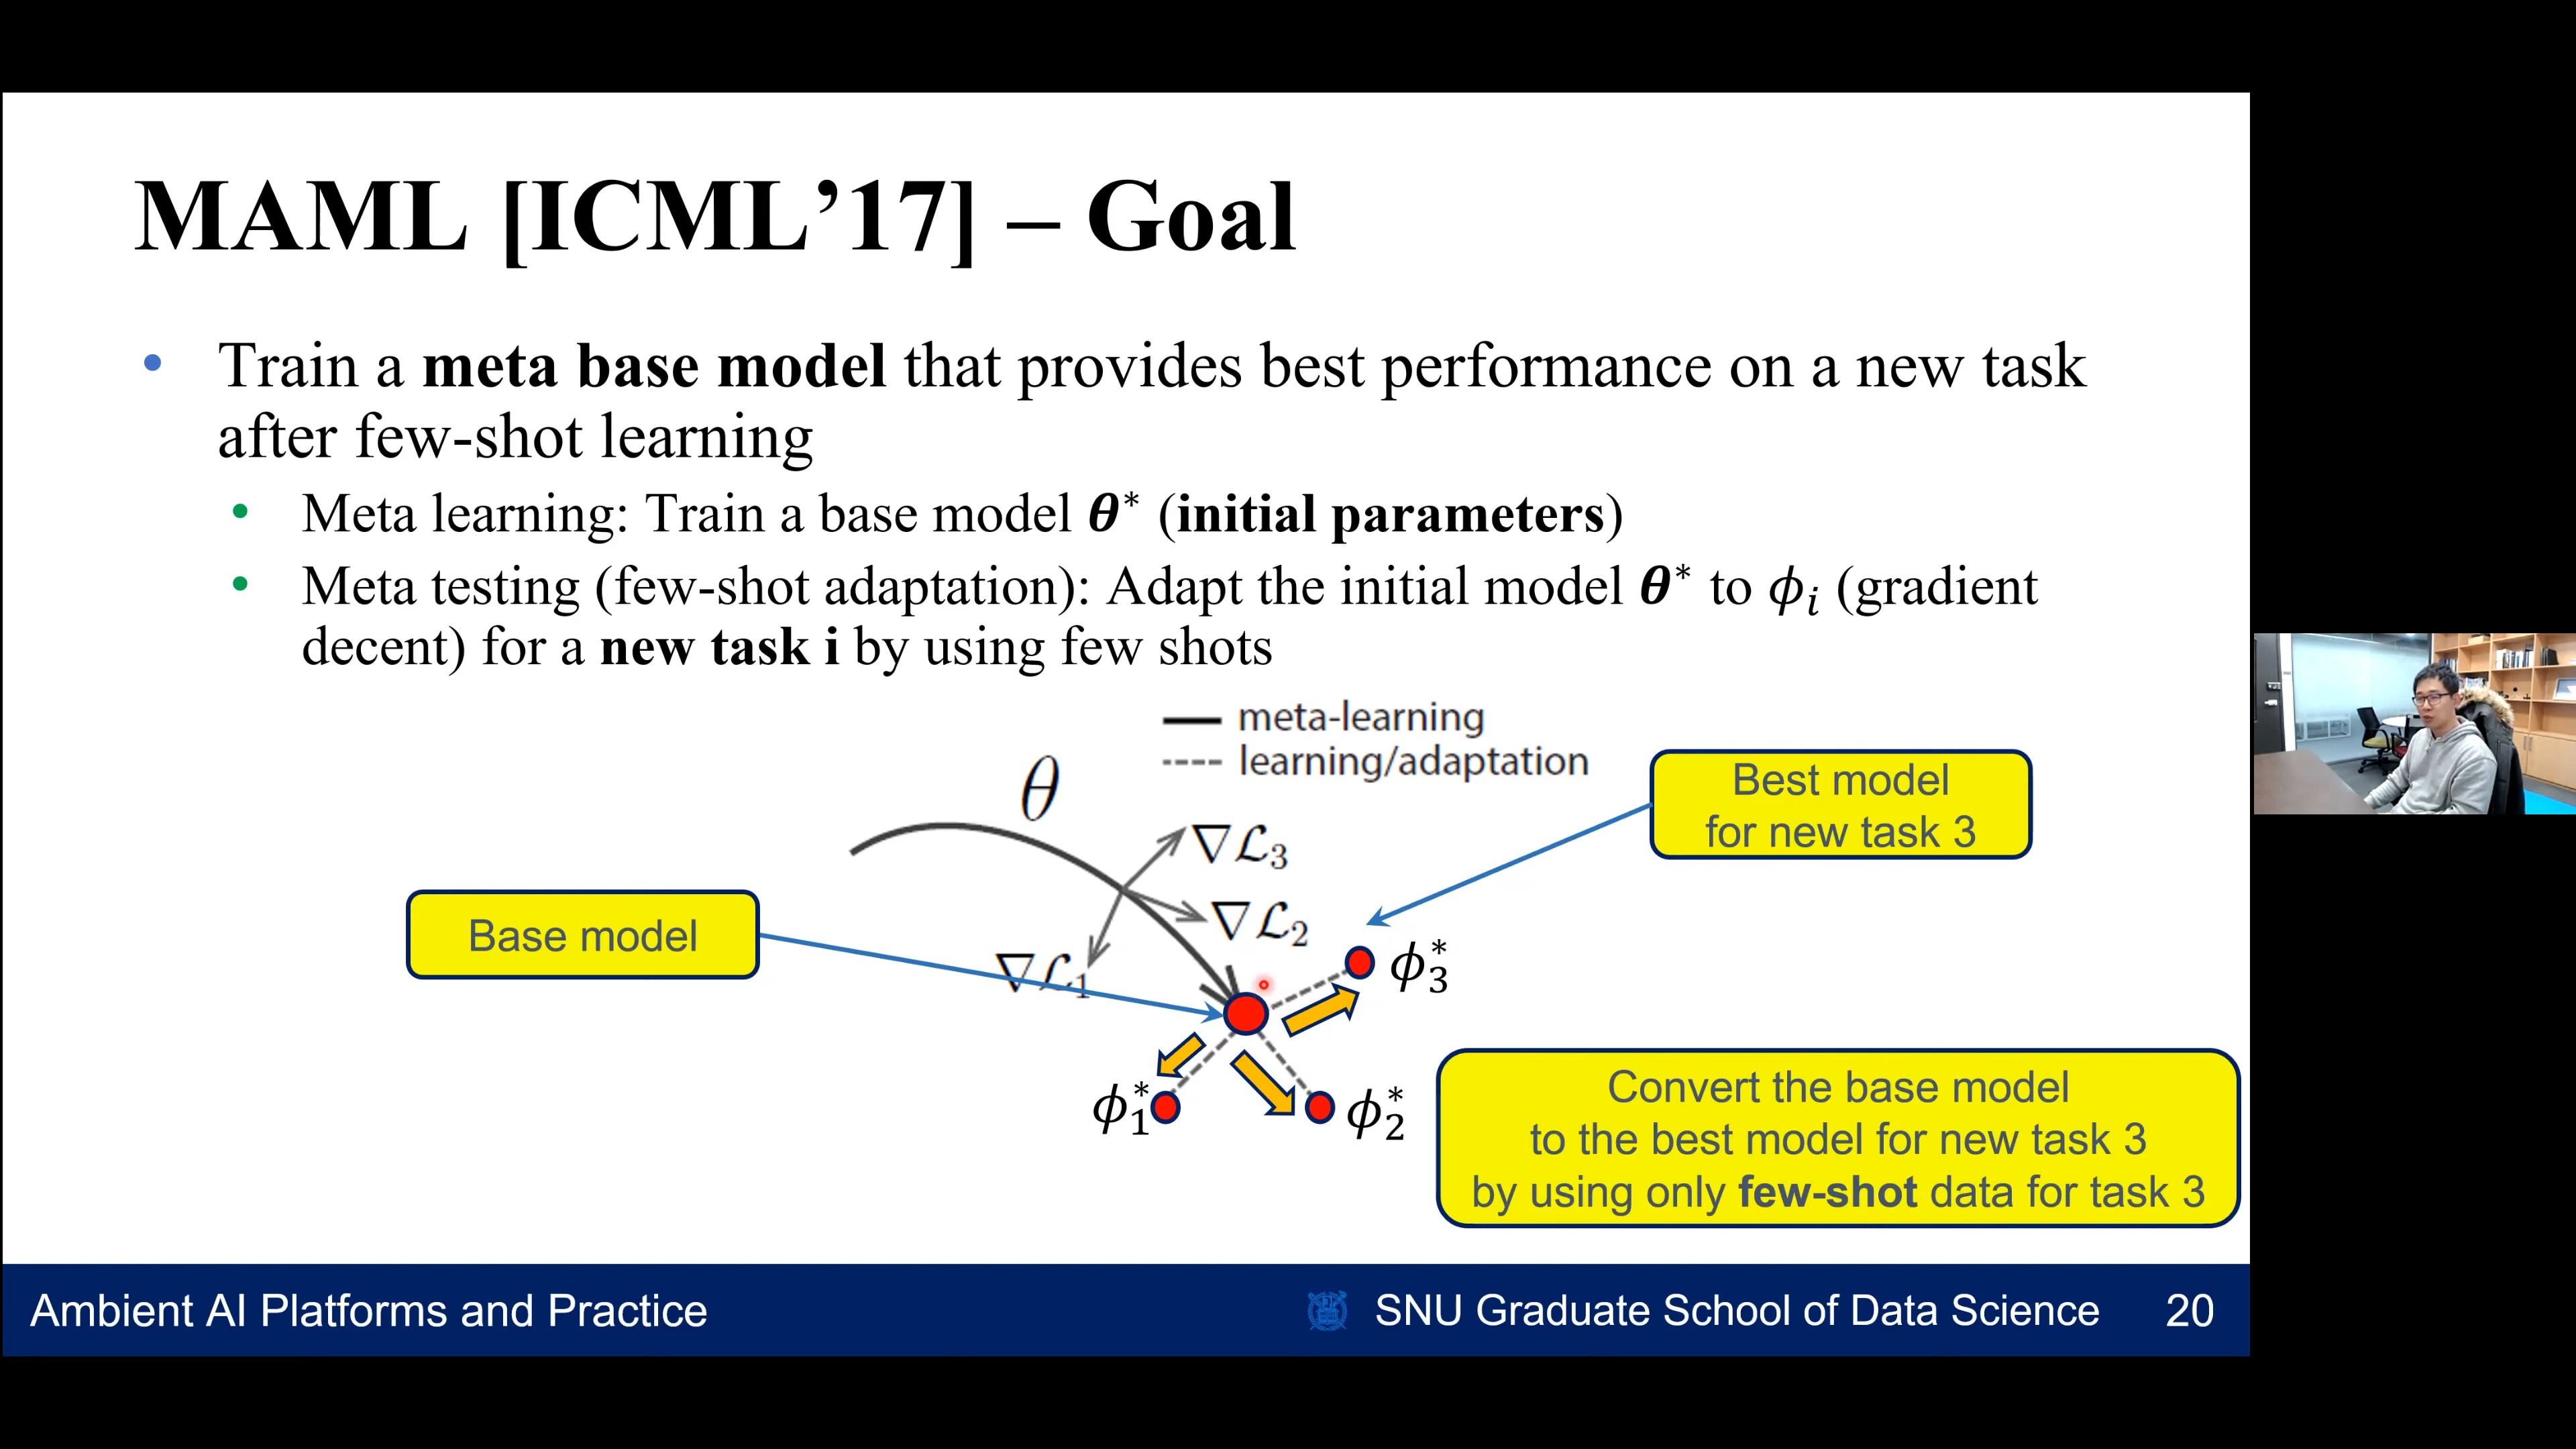 MAML [ICML’17] – Goal
• Train a meta base model that provides best performance on a new task
after few-shot learning
• Meta learning: Train a base model θ* (initial parameters)
• Meta testing (few-shot adaptation): Adapt the initial model θ* to ϕᵢ (gradient
decent) for a new task i by using few shots
meta-learning
learning/adaptation
θ
Best model
for new task 3
∇ℒ₃
∇ℒ₂
∇ℒ₁
Base model
ϕ₃*
ϕ₁*
ϕ₂*
Convert the base model
to the best model for new task 3
by using only few-shot data for task 3
Ambient AI Platforms and Practice
SNU Graduate School of Data Science 20